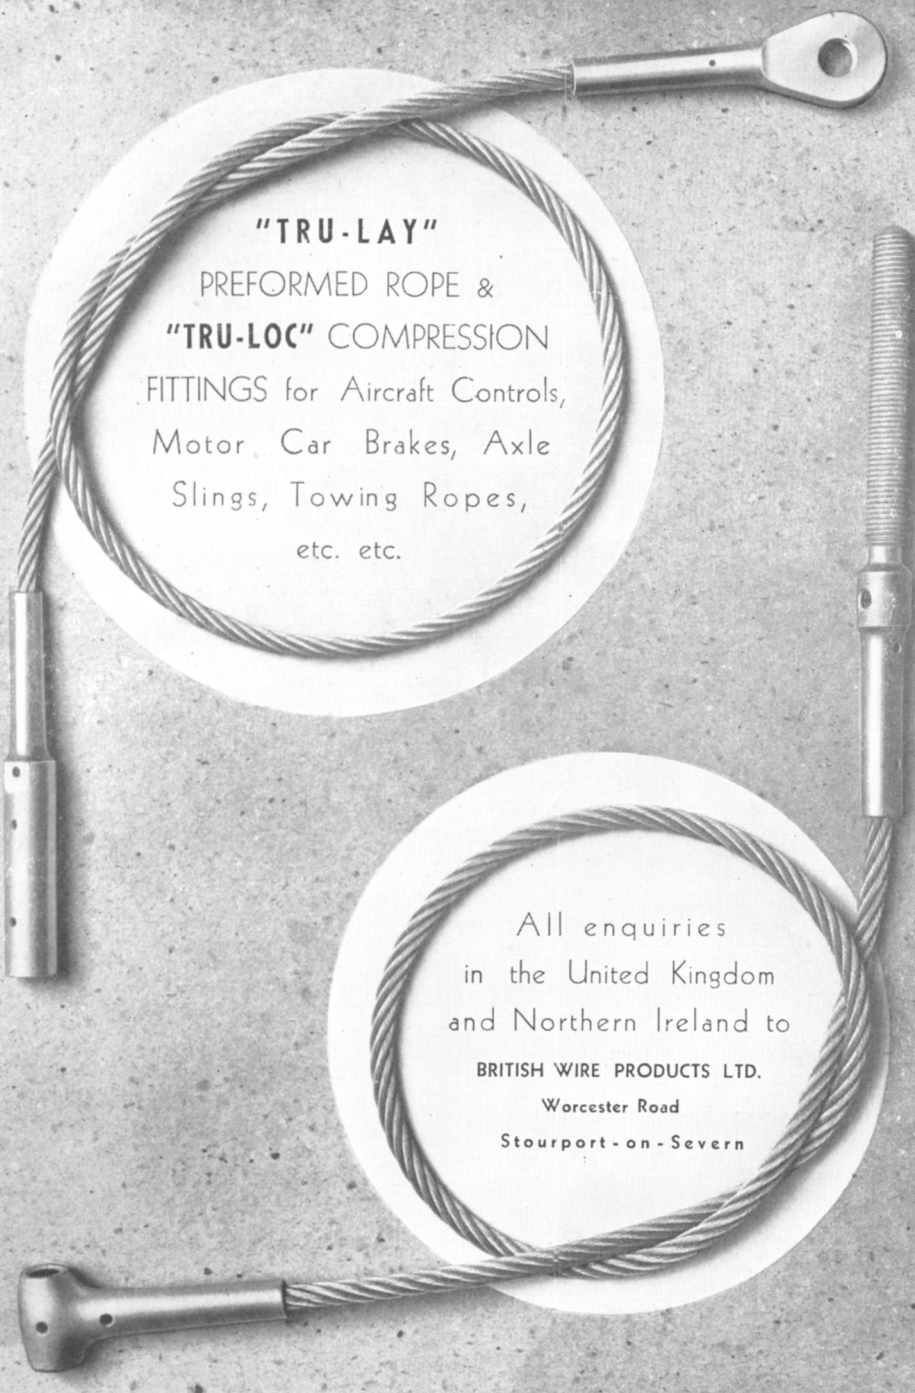 "TRU-LAY"
PREFORMED ROPE &
"TRU-LOC" COMPRESSION
FITTINGS for Aircraft Controls,
Motor Car Brakes, Axle
Slings, Towing Ropes,
etc. etc.
All enquiries
in the United Kingdom
and Northern Ireland to
BRITISH WIRE PRODUCTS LTD.
Worcester Road
Stourport-on-Severn